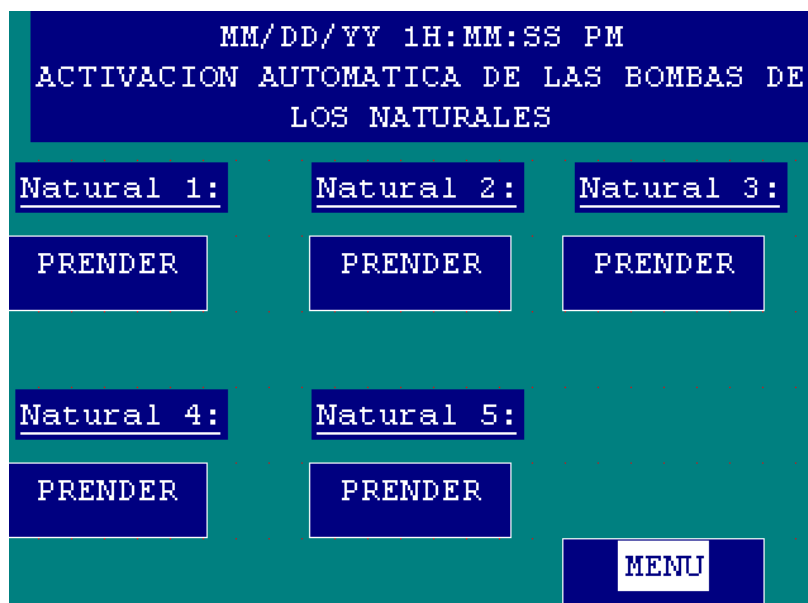 MM/DD/YY 1H:MM:SS PM
ACTIVACION AUTOMATICA DE LAS BOMBAS DE
LOS NATURALES
Natural 1: Natural 2: Natural 3:
PRENDER PRENDER PRENDER
Natural 4: Natural 5:
PRENDER PRENDER
MENU